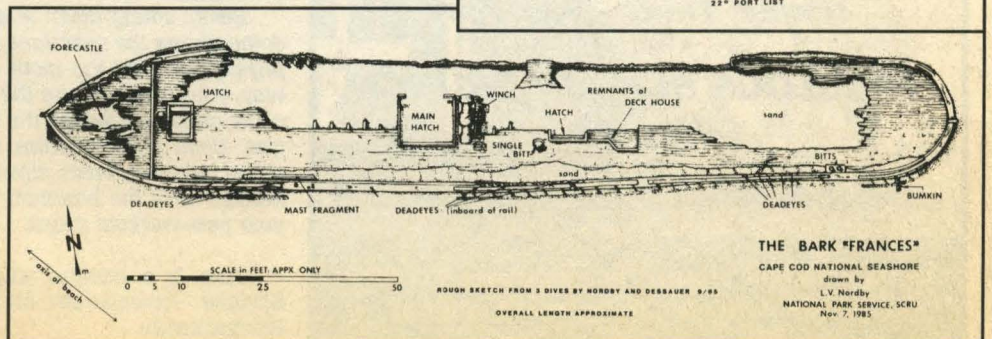 22° PORT LIST
FORECASTLE
HATCH
MAIN
HATCH
WINCH
SINGLE
BITT
HATCH
REMNANTS of
DECK HOUSE
sand
BITTS
sand
DEADEYES
MAST FRAGMENT
DEADEYES (inboard of rail)
DEADEYES
BUMKIN
N
m
axis of beach
SCALE in FEET: APPX. ONLY
0 5 10 25 50
ROUGH SKETCH FROM 3 DIVES BY NORDBY AND DESSAUER 9/85
OVERALL LENGTH APPROXIMATE
THE BARK "FRANCES"
CAPE COD NATIONAL SEASHORE
drawn by
L.V. Nordby
NATIONAL PARK SERVICE, SCRU
Nov. 7, 1985